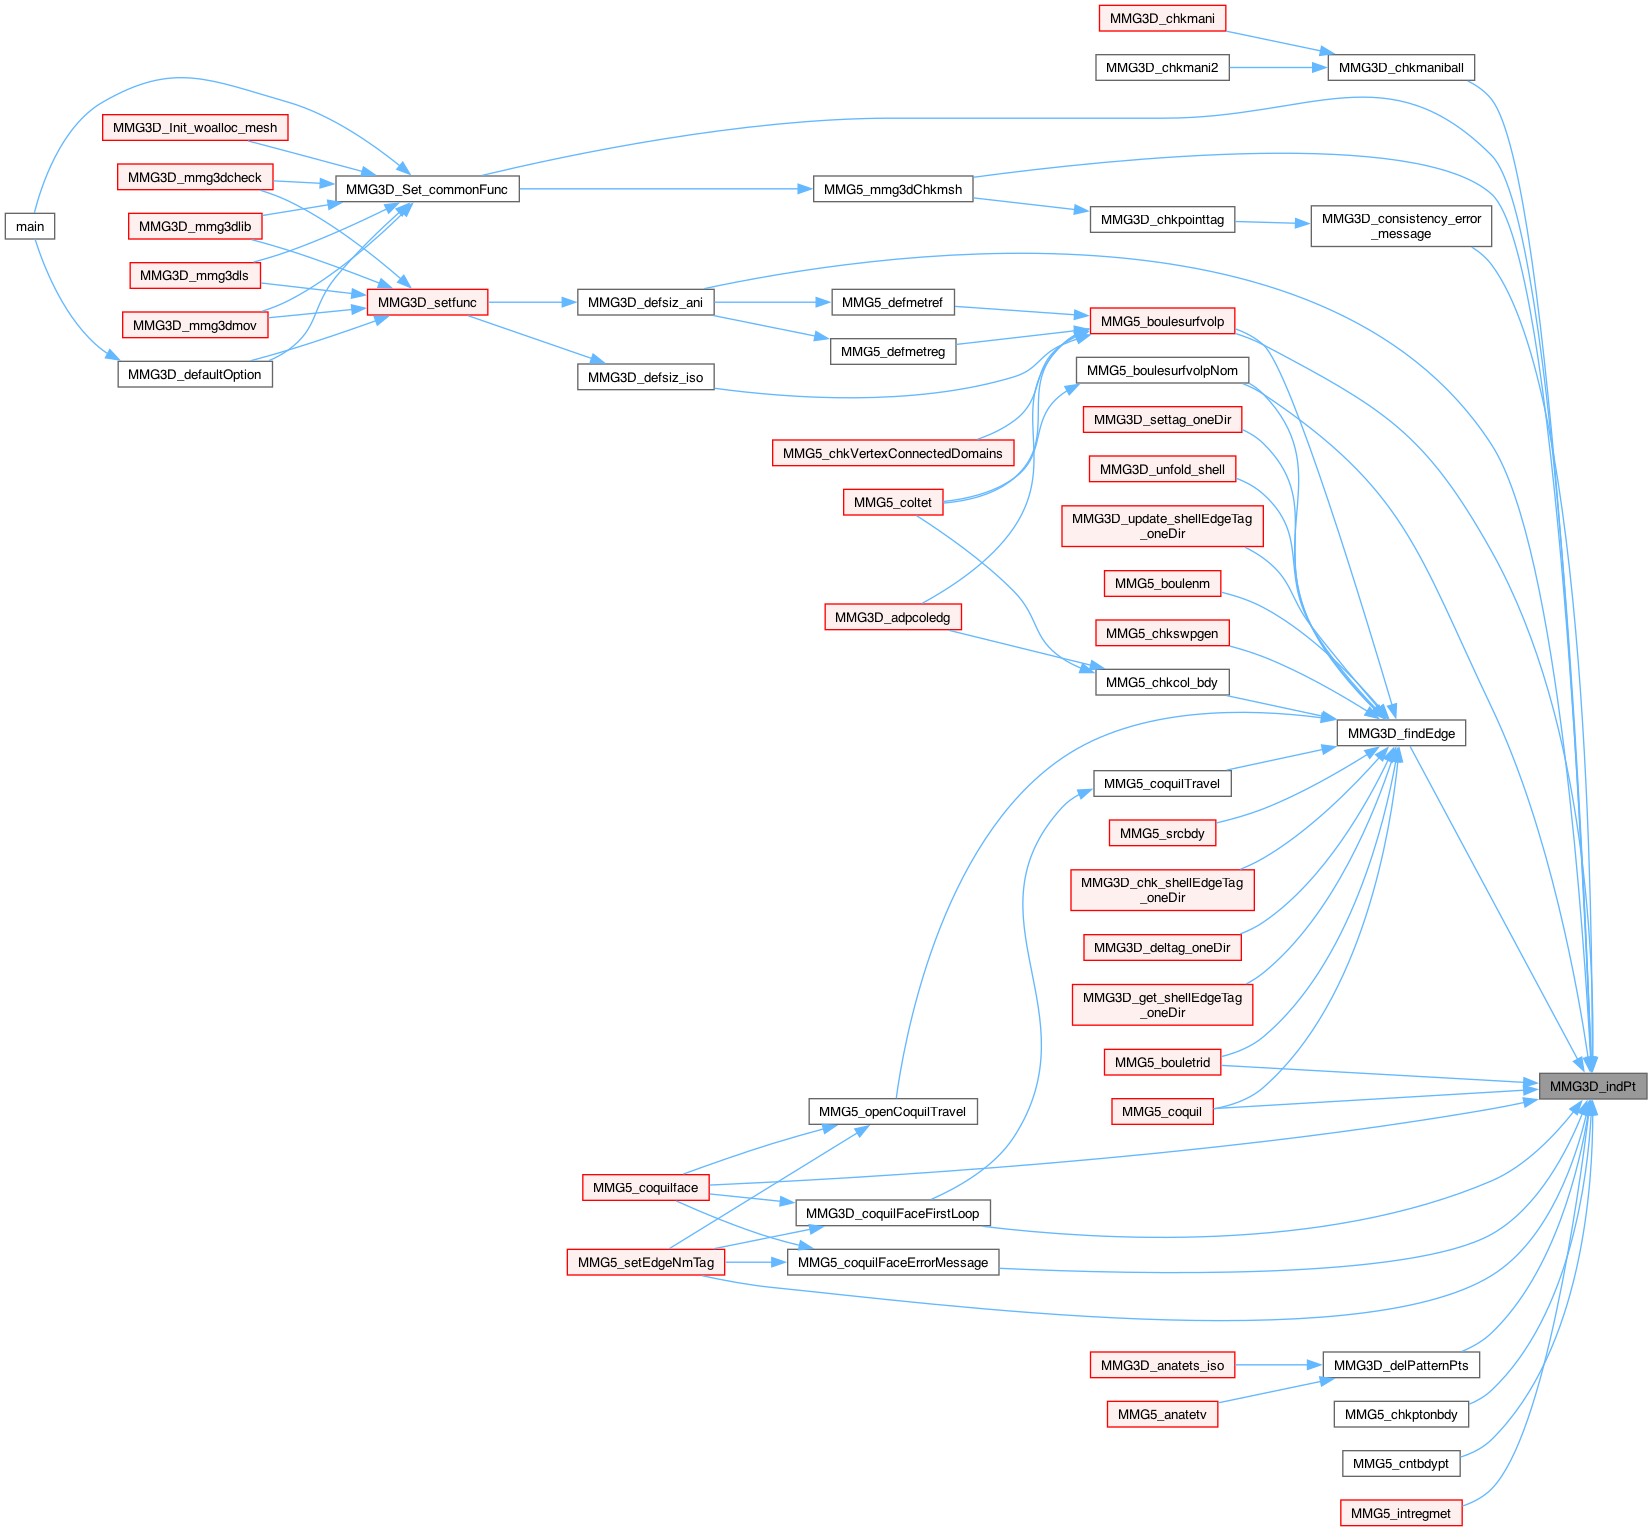 MMG3D_chkmani
MMG3D_chkmani2
MMG3D_chkmaniball
MMG3D_Init_woalloc_mesh
MMG3D_mmg3dcheck
MMG3D_Set_commonFunc
MMG5_mmg3dChkmsh
MMG3D_chkpointtag
MMG3D_consistency_error
_message
main
MMG3D_mmg3dlib
MMG3D_mmg3dls
MMG3D_mmg3dmov
MMG3D_defaultOption
MMG3D_setfunc
MMG3D_defsiz_ani
MMG3D_defsiz_iso
MMG5_defmetref
MMG5_defmetreg
MMG5_boulesurfvolp
MMG5_boulesurfvolpNom
MMG3D_settag_oneDir
MMG5_chkVertexConnectedDomains
MMG3D_unfold_shell
MMG5_coltet
MMG3D_update_shellEdgeTag
_oneDir
MMG5_boulenm
MMG3D_adpcoledg
MMG5_chkswpgen
MMG5_chkcol_bdy
MMG3D_findEdge
MMG5_coquilTravel
MMG5_srcbdy
MMG3D_chk_shellEdgeTag
_oneDir
MMG3D_deltag_oneDir
MMG3D_get_shellEdgeTag
_oneDir
MMG5_bouletrid
MMG3D_indPt
MMG5_openCoquilTravel
MMG5_coquil
MMG5_coquilface
MMG3D_coquilFaceFirstLoop
MMG5_setEdgeNmTag
MMG5_coquilFaceErrorMessage
MMG3D_anatets_iso
MMG3D_delPatternPts
MMG5_anatetv
MMG5_chkptonbdy
MMG5_cntbdypt
MMG5_intregmet